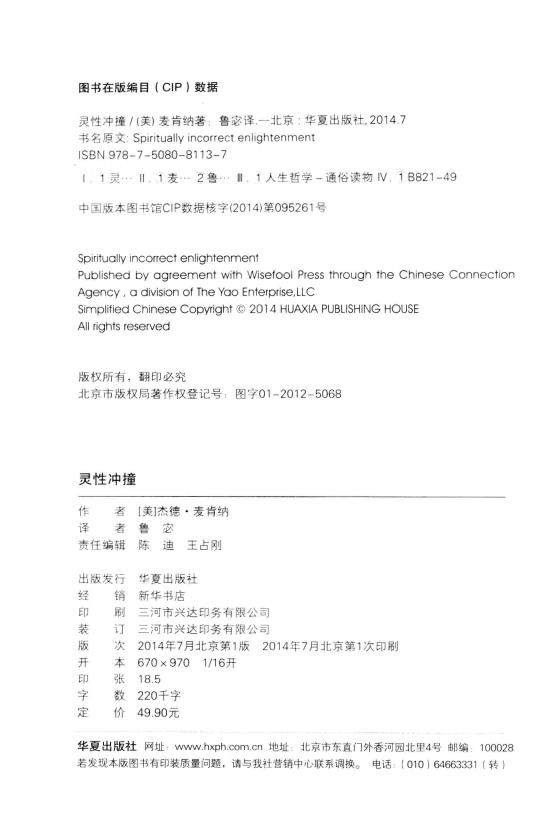 图书在版编目（CIP）数据
灵性冲撞/(美)麦肯纳著；鲁宓译.—北京：华夏出版社,2014.7
书名原文: Spiritually incorrect enlightenment
ISBN 978-7-5080-8113-7
Ⅰ.①灵… Ⅱ.①麦… ②鲁… Ⅲ.①人生哲学－通俗读物 Ⅳ.①B821-49
中国版本图书馆CIP数据核字(2014)第095261号
Spiritually incorrect enlightenment
Published by agreement with Wisefool Press through the Chinese Connection
Agency , a division of The Yao Enterprise,LLC
Simplified Chinese Copyright © 2014 HUAXIA PUBLISHING HOUSE
All rights reserved
版权所有，翻印必究
北京市版权局著作权登记号：图字01-2012-5068
灵性冲撞
作 者 [美]杰德·麦肯纳
译 者 鲁 宓
责任编辑 陈 迪 王占刚
出版发行 华夏出版社
经 销 新华书店
印 刷 三河市兴达印务有限公司
装 订 三河市兴达印务有限公司
版 次 2014年7月北京第1版 2014年7月北京第1次印刷
开 本 670×970 1/16开
印 张 18.5
字 数 220千字
定 价 49.90元
华夏出版社 网址：www.hxph.com.cn 地址：北京市东直门外香河园北里4号 邮编：100028
若发现本版图书有印装质量问题，请与我社营销中心联系调换。 电话：（010）64663331（转）